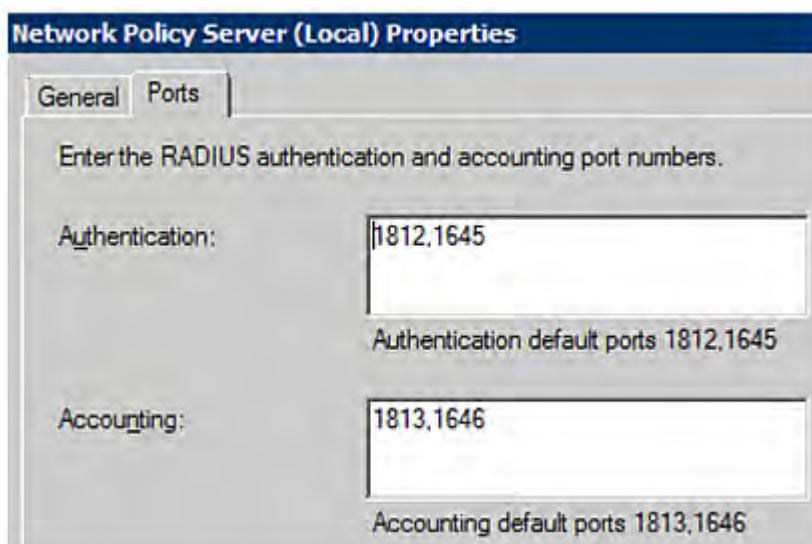 Network Policy Server (Local) Properties
General Ports
Enter the RADIUS authentication and accounting port numbers.
Authentication: 1812,1645
Authentication default ports 1812,1645
Accounting: 1813,1646
Accounting default ports 1813,1646